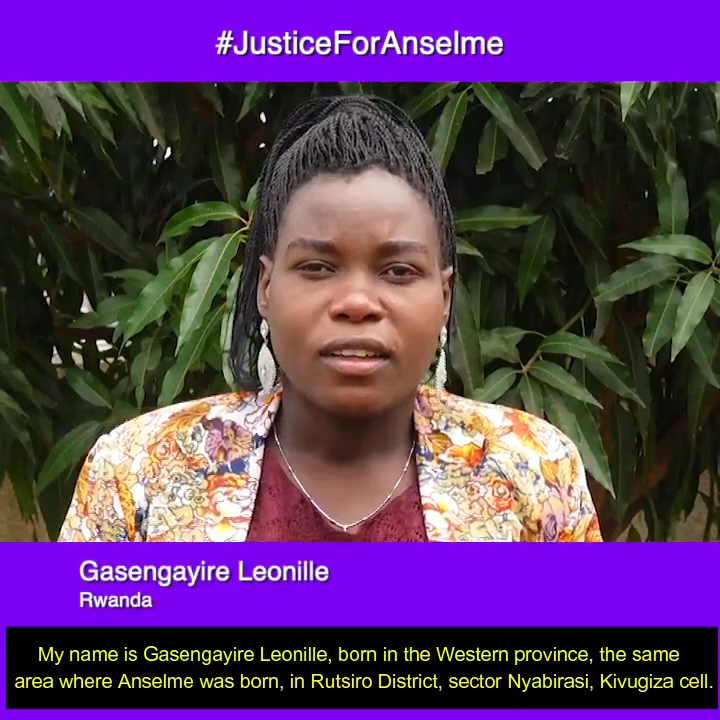 #JusticeForAnselme
Gasengayire Leonille
Rwanda
My name is Gasengayire Leonille, born in the Western province, the same
area where Anselme was born, in Rutsiro District, sector Nyabirasi, Kivugiza cell.